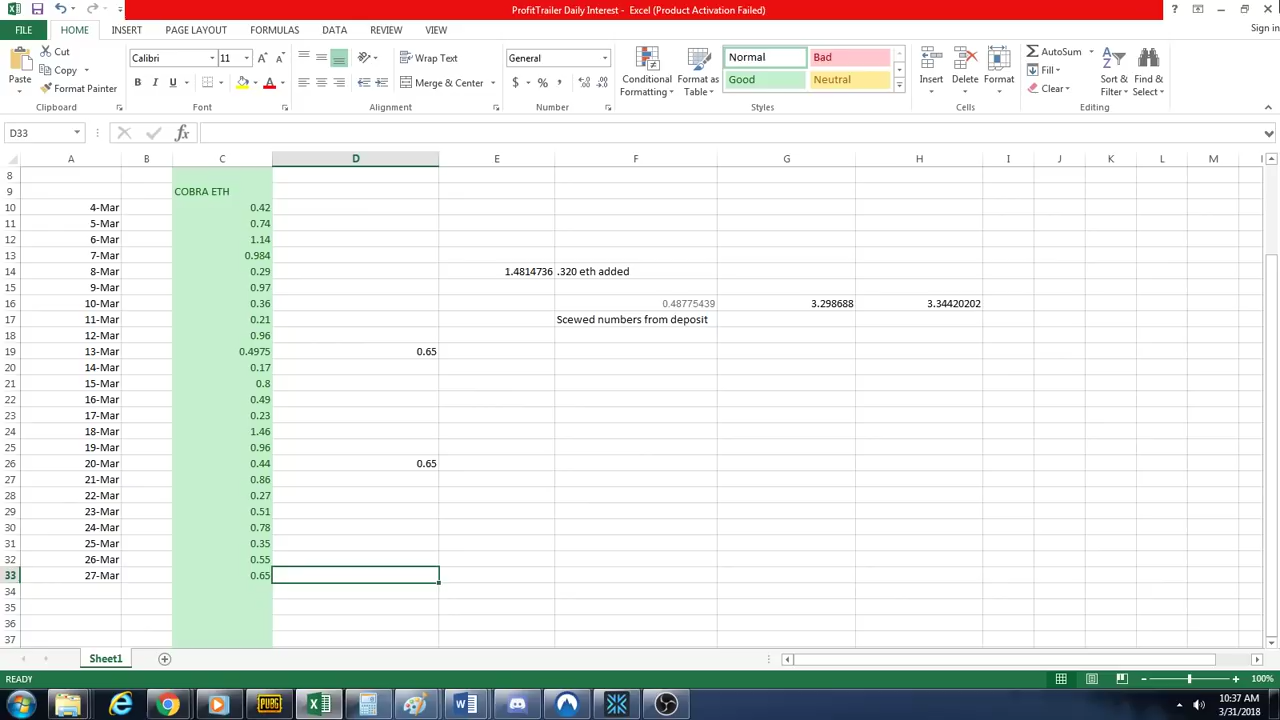 ProfitTrailer Daily Interest - Excel (Product Activation Failed)
FILE HOME INSERT PAGE LAYOUT FORMULAS DATA REVIEW VIEW Sign in
Paste Cut Copy Format Painter Clipboard
Calibri 11 B I U Font
Wrap Text Merge & Center Alignment
General $ % , Number
Conditional Formatting Format as Table Normal Bad Good Neutral Styles
Insert Delete Format Cells
AutoSum Fill Clear Sort & Filter Find & Select Editing
D33 fx
A B C D E F G H I J K L M
8
9 COBRA ETH
10 4-Mar 0.42
11 5-Mar 0.74
12 6-Mar 1.14
13 7-Mar 0.984
14 8-Mar 0.29 1.4814736 .320 eth added
15 9-Mar 0.97
16 10-Mar 0.36 0.48775439 3.298688 3.34420202
17 11-Mar 0.21 Scewed numbers from deposit
18 12-Mar 0.96
19 13-Mar 0.4975 0.65
20 14-Mar 0.17
21 15-Mar 0.8
22 16-Mar 0.49
23 17-Mar 0.23
24 18-Mar 1.46
25 19-Mar 0.96
26 20-Mar 0.44 0.65
27 21-Mar 0.86
28 22-Mar 0.27
29 23-Mar 0.51
30 24-Mar 0.78
31 25-Mar 0.35
32 26-Mar 0.55
33 27-Mar 0.65
34
35
36
37
Sheet1
READY 100%
PUBG
10:37 AM
3/31/2018